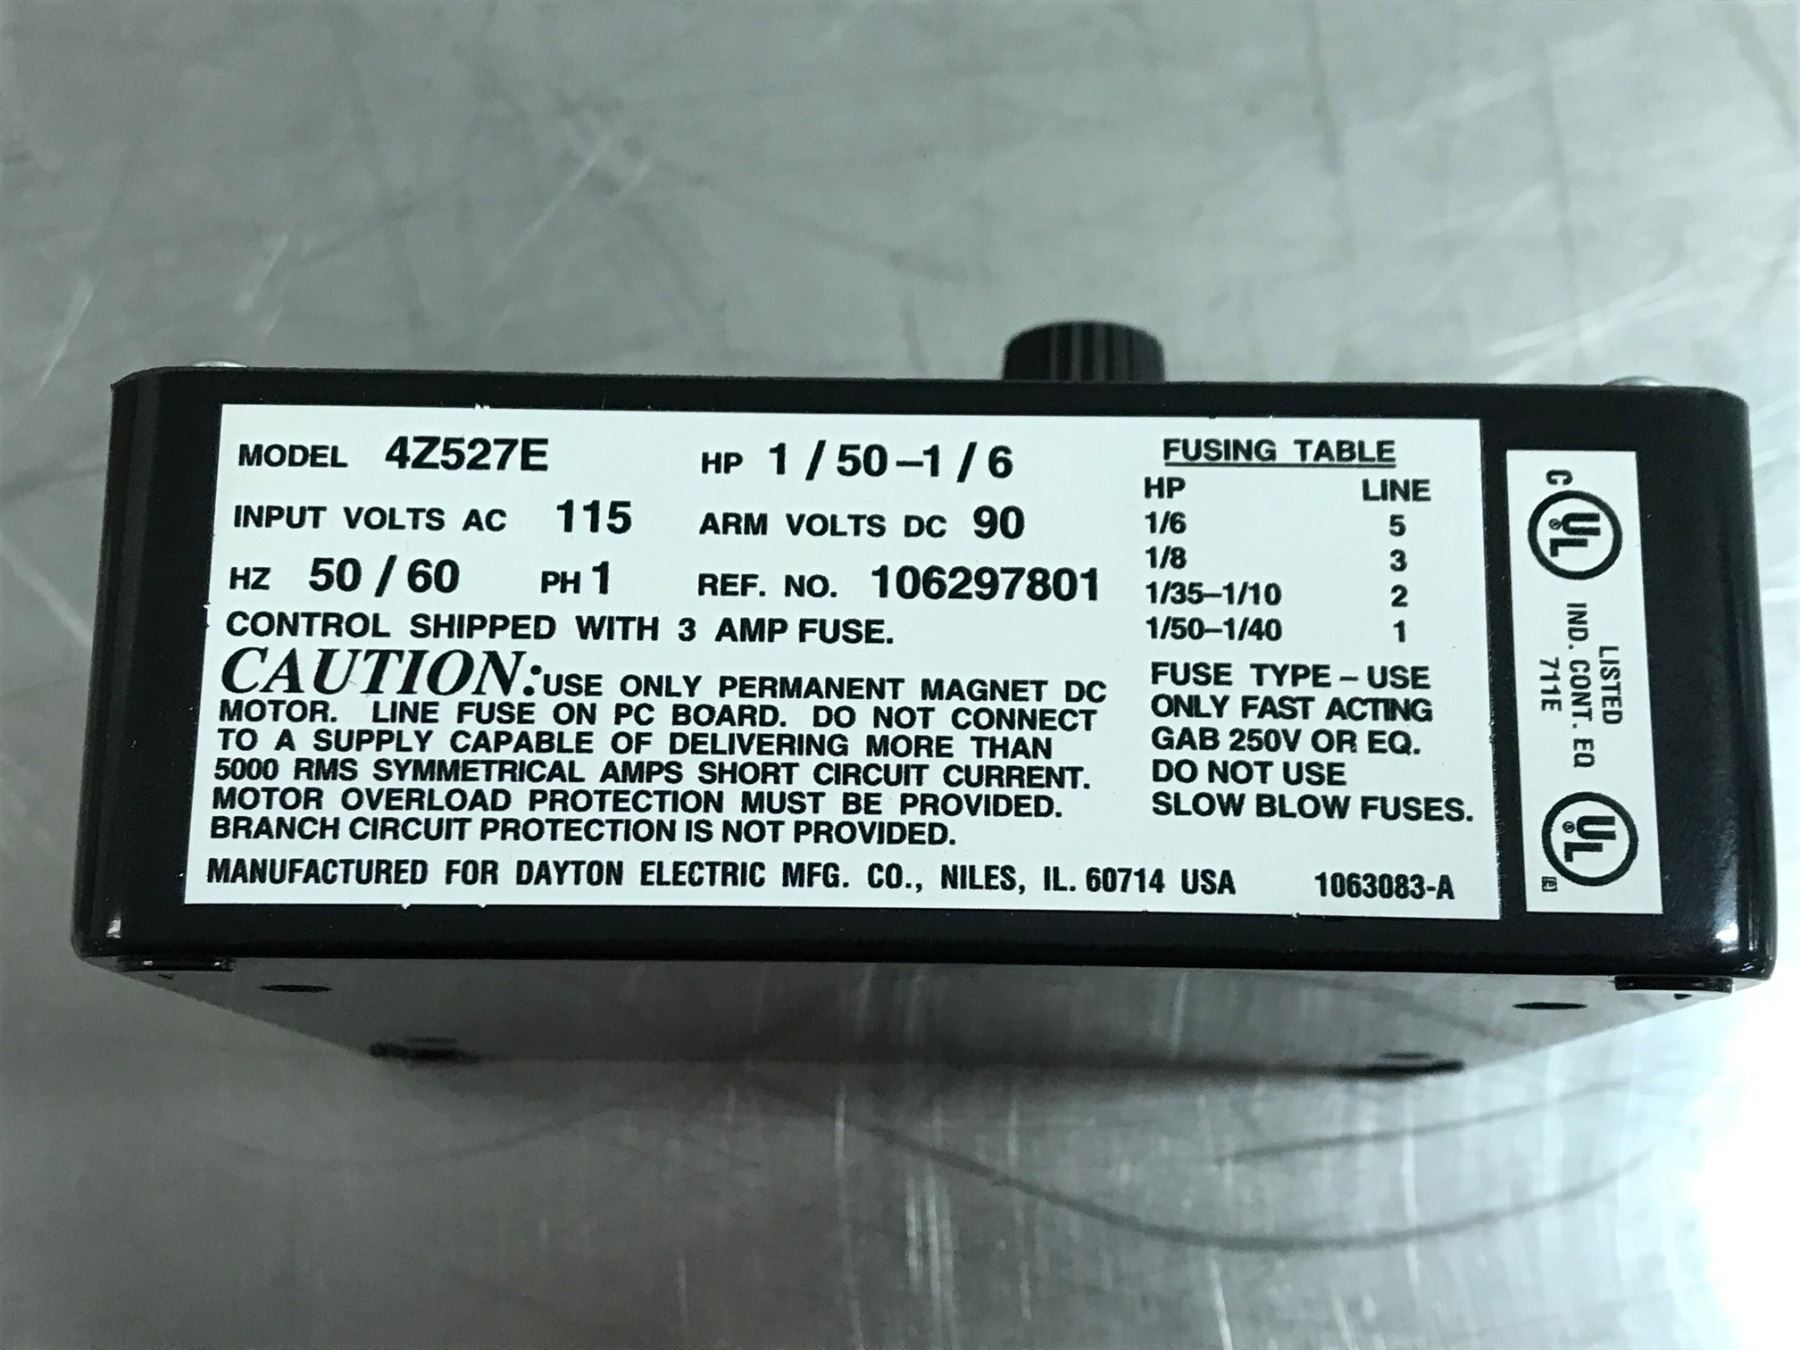 MODEL 4Z527E HP 1/50–1/6
INPUT VOLTS AC 115 ARM VOLTS DC 90
HZ 50/60 PH 1 REF. NO. 106297801
CONTROL SHIPPED WITH 3 AMP FUSE.
CAUTION: USE ONLY PERMANENT MAGNET DC
MOTOR. LINE FUSE ON PC BOARD. DO NOT CONNECT
TO A SUPPLY CAPABLE OF DELIVERING MORE THAN
5000 RMS SYMMETRICAL AMPS SHORT CIRCUIT CURRENT.
MOTOR OVERLOAD PROTECTION MUST BE PROVIDED.
BRANCH CIRCUIT PROTECTION IS NOT PROVIDED.
FUSING TABLE
HP LINE
1/6 5
1/8 3
1/35–1/10 2
1/50–1/40 1
FUSE TYPE – USE
ONLY FAST ACTING
GAB 250V OR EQ.
DO NOT USE
SLOW BLOW FUSES.
MANUFACTURED FOR DAYTON ELECTRIC MFG. CO., NILES, IL. 60714 USA 1063083-A
C UL ®
LISTED
IND. CONT. EQ
711E
UL ®